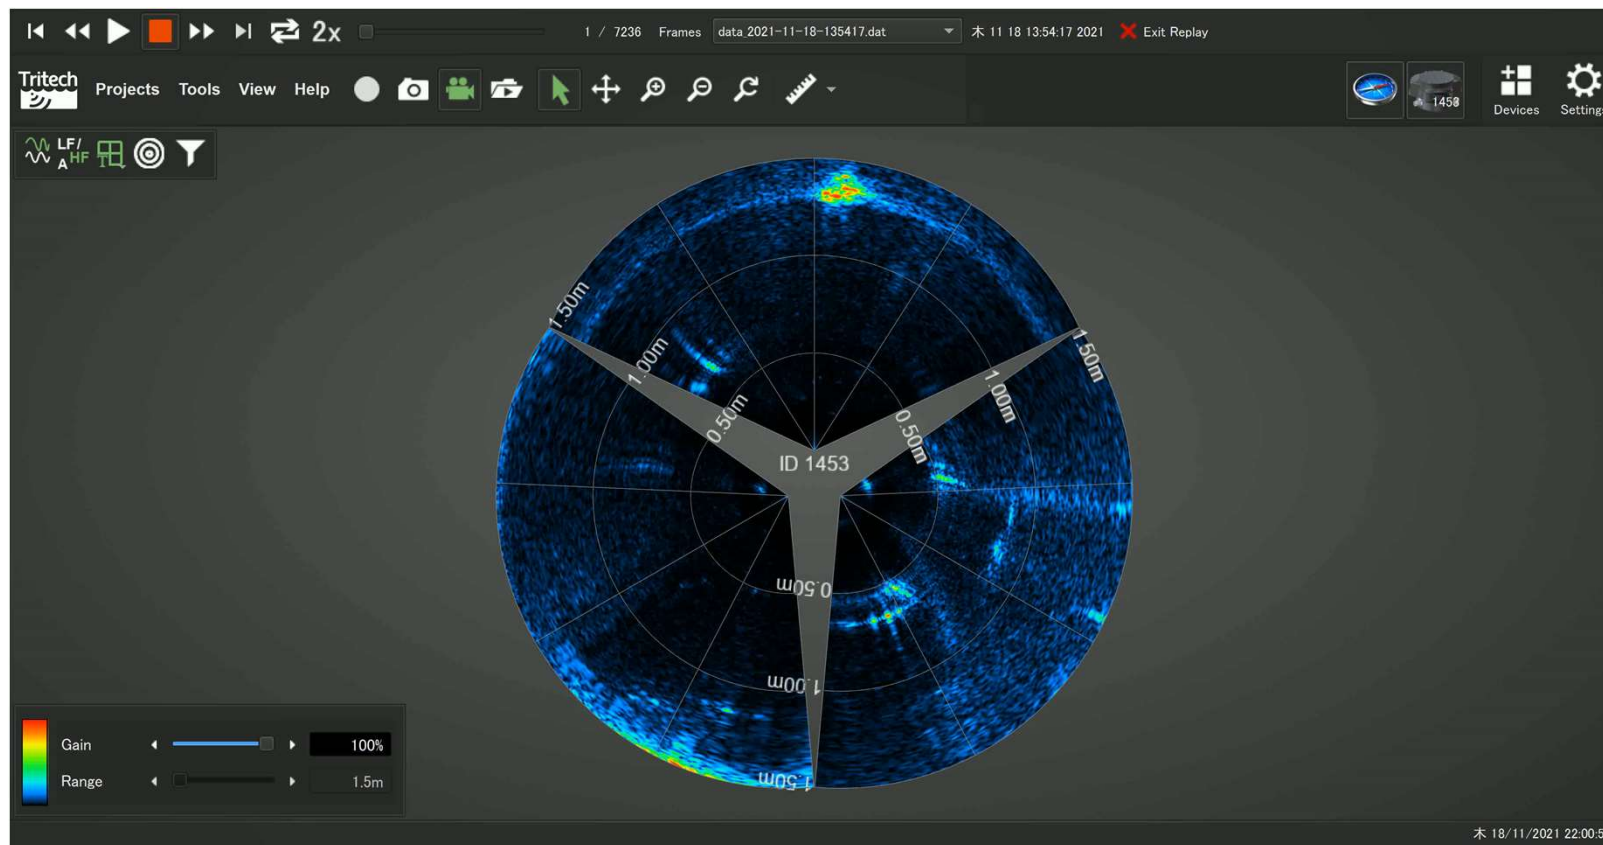 2x
1 / 7236 Frames data_2021-11-18-135417.dat 木 11 18 13:54:17 2021 Exit Replay
Tritech Projects Tools View Help
1453
Devices
Settings
LF/
A HF
1.50m
1.00m
0.50m
1.50m
1.00m
0.50m
ID 1453
0.50m
1.00m
1.50m
Gain 100%
Range 1.5m
木 18/11/2021 22:00:5